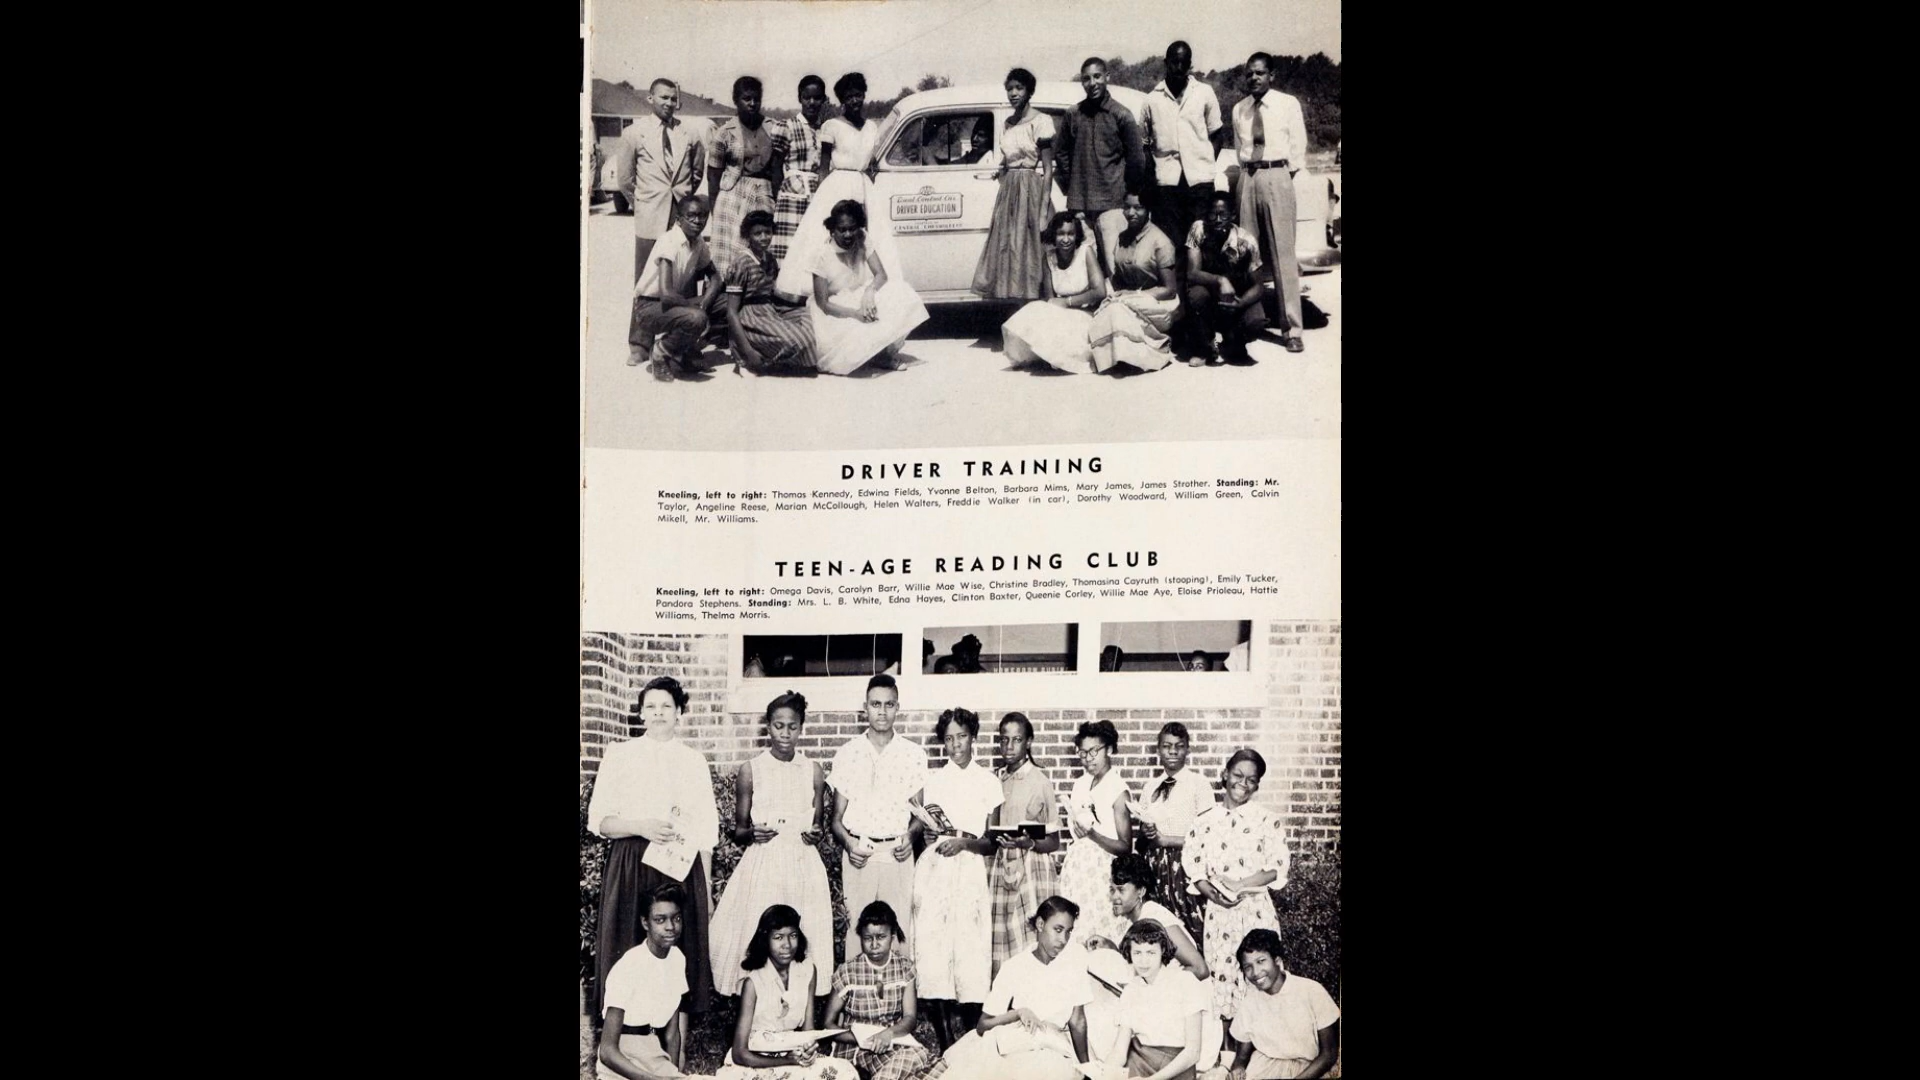 DRIVER EDUCATION
DRIVER TRAINING
Kneeling, left to right: Thomas Kennedy, Edwina Fields, Yvonne Belton, Barbara Mims, Mary James, James Strother. Standing: Mr.
Taylor, Angeline Reese, Marian McCollough, Helen Walters, Freddie Walker (in car), Dorothy Woodward, William Green, Calvin
Mikell, Mr. Williams.
TEEN-AGE READING CLUB
Kneeling, left to right: Omega Davis, Carolyn Barr, Willie Mae Wise, Christine Bradley, Thomasina Cayruth (stooping), Emily Tucker,
Pandora Stephens. Standing: Mrs. L. B. White, Edna Hayes, Clinton Baxter, Queenie Corley, Willie Mae Aye, Eloise Prioleau, Hattie
Williams, Thelma Morris.